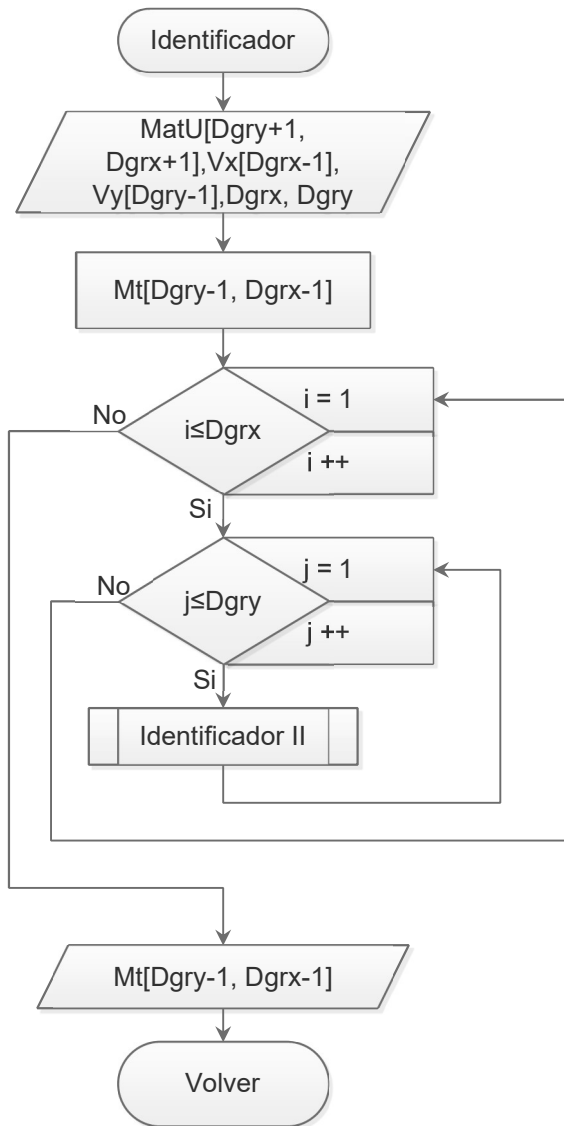 Identificador
MatU[Dgry+1,
Dgrx+1],Vx[Dgrx-1],
Vy[Dgry-1],Dgrx, Dgry
Mt[Dgry-1, Dgrx-1]
i = 1
No
i≤Dgrx
i ++
Si
j = 1
No
j≤Dgry
j ++
Si
Identificador II
Mt[Dgry-1, Dgrx-1]
Volver